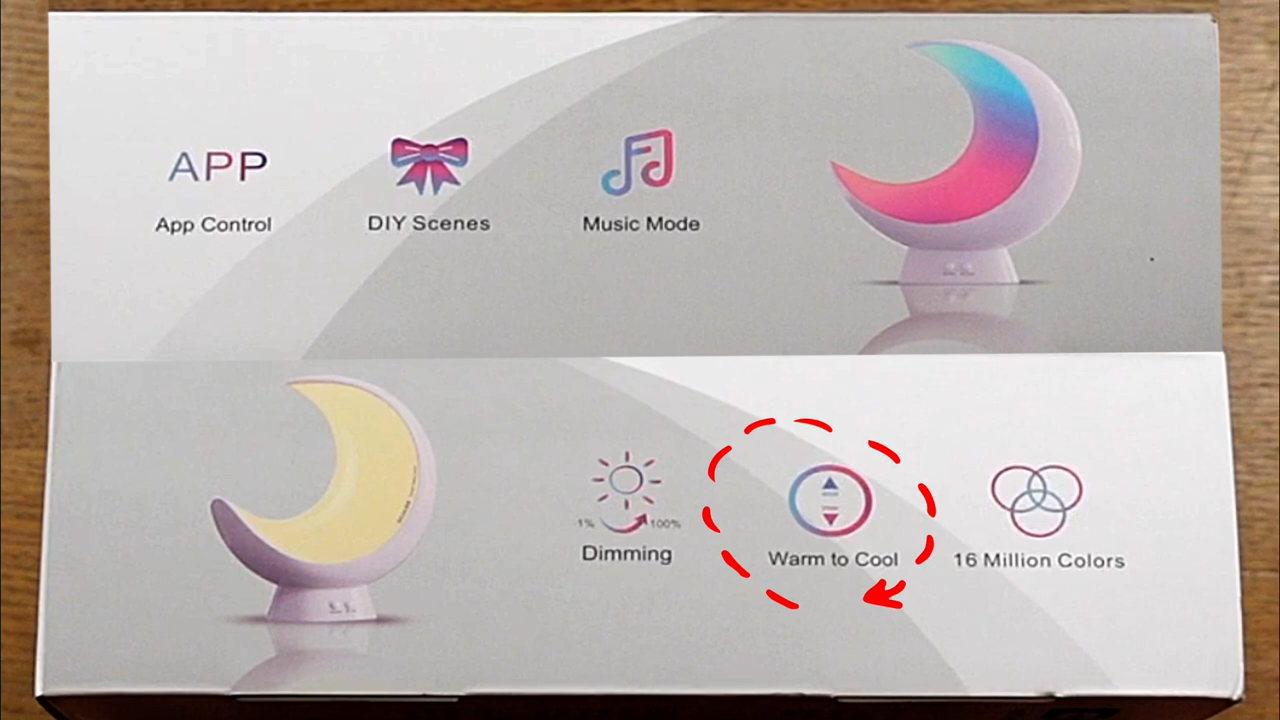 APP
App Control
DIY Scenes
Music Mode
1% 100%
Dimming
Warm to Cool
16 Million Colors